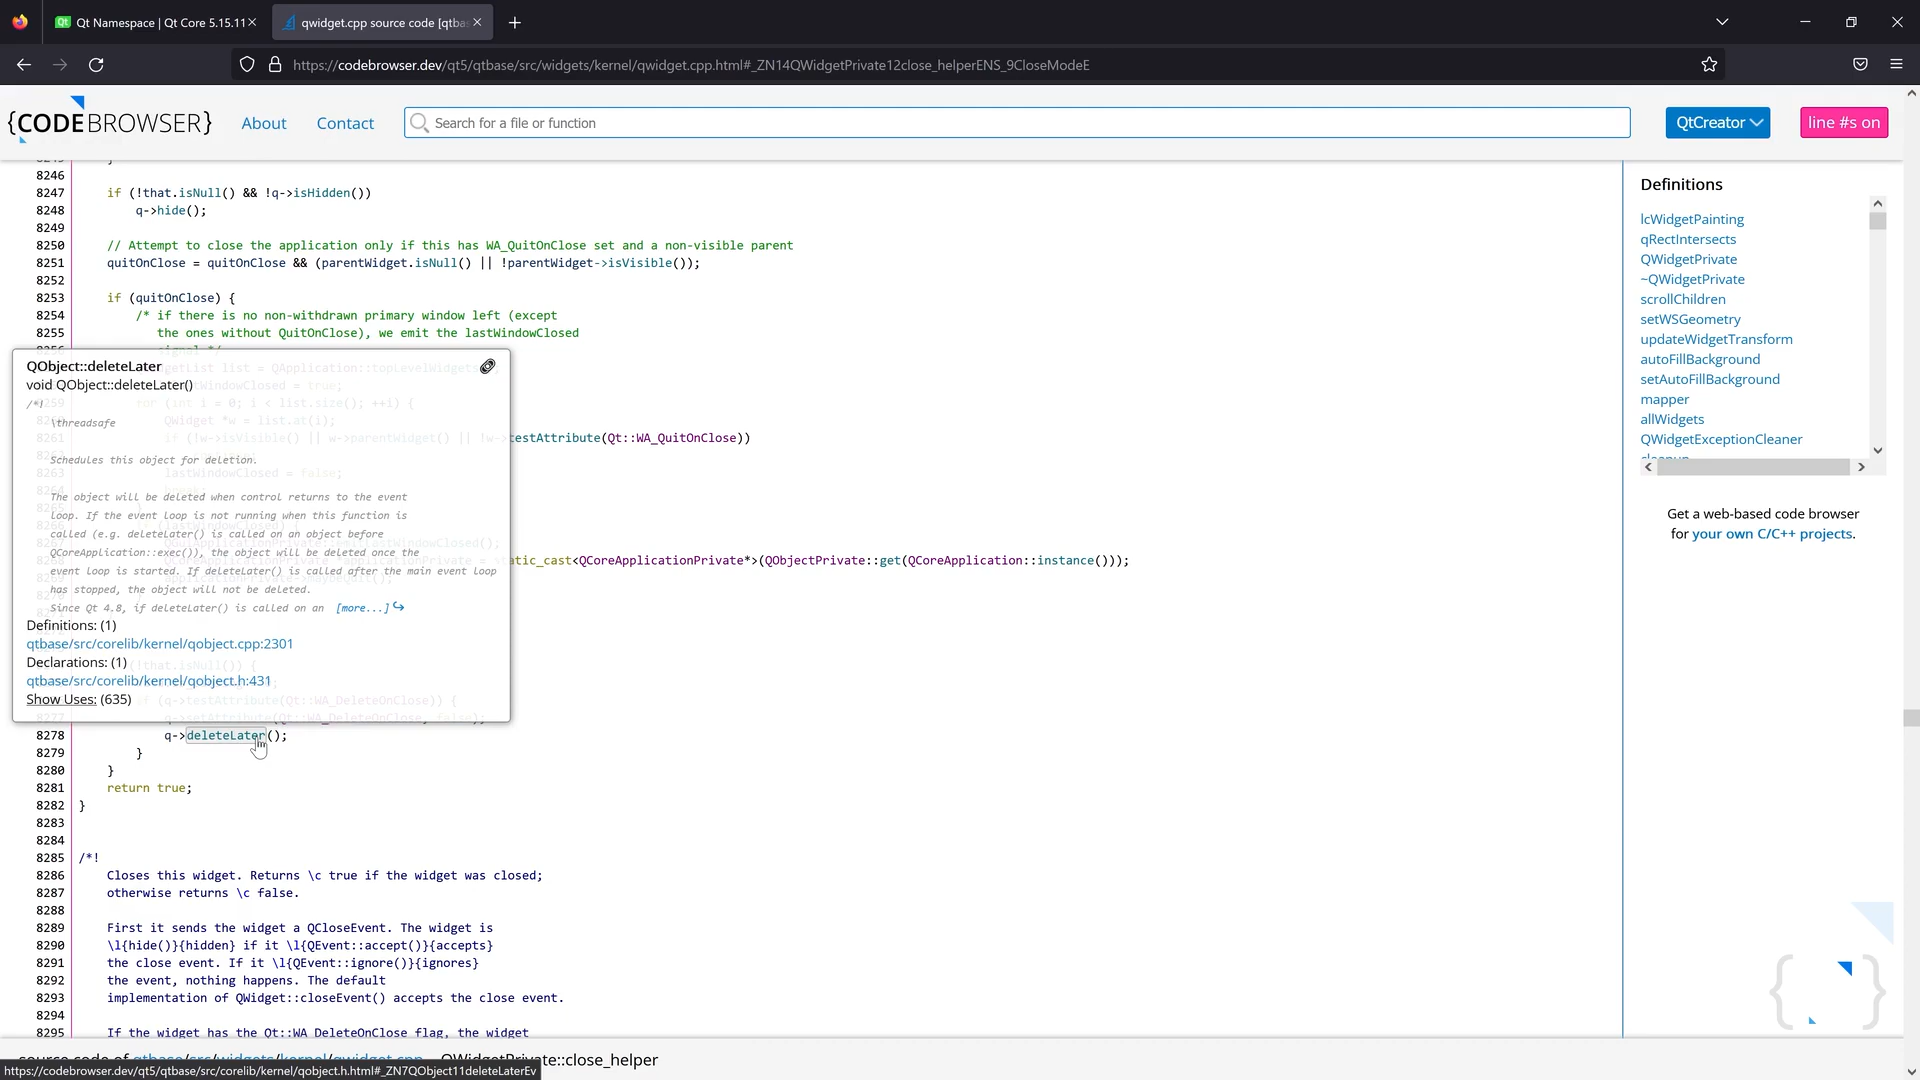 Qt Namespace | Qt Core 5.15.11
qwidget.cpp source code [qtbas
https://codebrowser.dev/qt5/qtbase/src/widgets/kernel/qwidget.cpp.html#_ZN14QWidgetPrivate12close_helperENS_9CloseModeE
{CODEBROWSER}
About
Contact
Search for a file or function
QtCreator
line #s on
8245 }
8246
8247 if (!that.isNull() && !q->isHidden())
8248 q->hide();
8249
8250 // Attempt to close the application only if this has WA_QuitOnClose set and a non-visible parent
8251 quitOnClose = quitOnClose && (parentWidget.isNull() || !parentWidget->isVisible());
8252
8253 if (quitOnClose) {
8254 /* if there is no non-withdrawn primary window left (except
8255 the ones without QuitOnClose), we emit the lastWindowClosed
QObject::deleteLater
void QObject::deleteLater()
/*!
\threadsafe
Schedules this object for deletion.
The object will be deleted when control returns to the event
loop. If the event loop is not running when this function is
called (e.g. deleteLater() is called on an object before
QCoreApplication::exec()), the object will be deleted once the
event loop is started. If deleteLater() is called after the main event loop
has stopped, the object will not be deleted.
Since Qt 4.8, if deleteLater() is called on an [more...]
Definitions: (1)
qtbase/src/corelib/kernel/qobject.cpp:2301
Declarations: (1)
qtbase/src/corelib/kernel/qobject.h:431
Show Uses: (635)
testAttribute(Qt::WA_QuitOnClose))
atic_cast<QCoreApplicationPrivate*>(QObjectPrivate::get(QCoreApplication::instance()));
8278 q->deleteLater();
8279 }
8280 }
8281 return true;
8282 }
8283
8284
8285 /*!
8286 Closes this widget. Returns \c true if the widget was closed;
8287 otherwise returns \c false.
8288
8289 First it sends the widget a QCloseEvent. The widget is
8290 \l{hide()}{hidden} if it \l{QEvent::accept()}{accepts}
8291 the close event. If it \l{QEvent::ignore()}{ignores}
8292 the event, nothing happens. The default
8293 implementation of QWidget::closeEvent() accepts the close event.
8294
8295 If the widget has the Qt::WA_DeleteOnClose flag, the widget
Definitions
lcWidgetPainting
qRectIntersects
QWidgetPrivate
~QWidgetPrivate
scrollChildren
setWSGeometry
updateWidgetTransform
autoFillBackground
setAutoFillBackground
mapper
allWidgets
QWidgetExceptionCleaner
cleanup
Get a web-based code browser
for your own C/C++ projects.
source code of qtbase/src/widgets/kernel/qwidget.cpp
QWidgetPrivate::close_helper
https://codebrowser.dev/qt5/qtbase/src/corelib/kernel/qobject.h.html#_ZN7QObject11deleteLaterEv